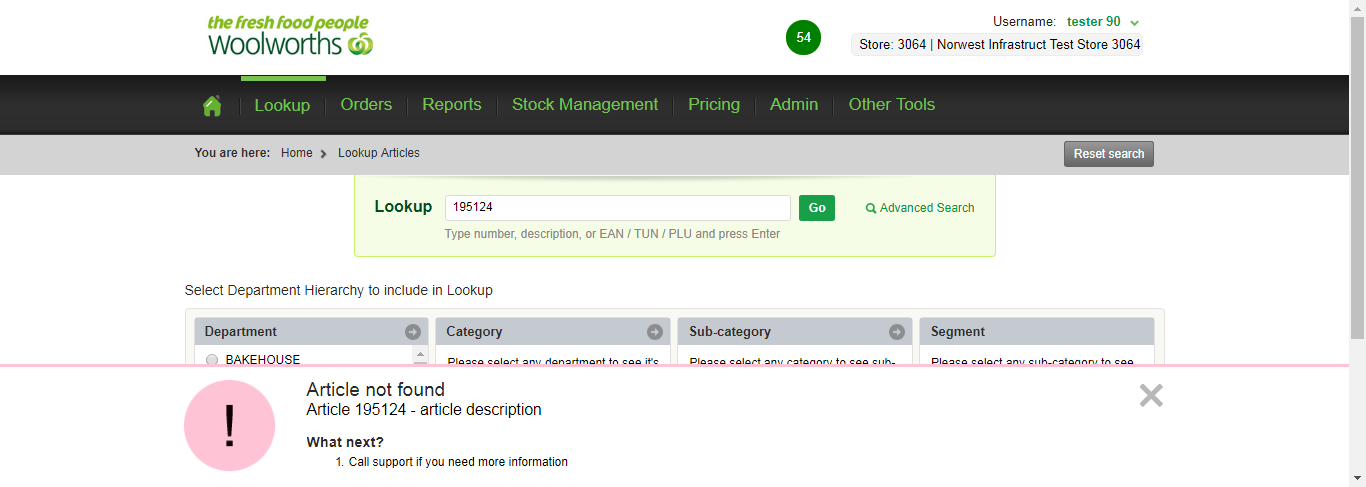 the fresh food people
Woolworths
54
Username: tester 90
Store: 3064 | Norwest Infrastruct Test Store 3064
Lookup Orders Reports Stock Management Pricing Admin Other Tools
You are here: Home Lookup Articles Reset search
Lookup 195124 Go Advanced Search
Type number, description, or EAN / TUN / PLU and press Enter
Select Department Hierarchy to include in Lookup
Department Category Sub-category Segment
BAKEHOUSE Please select any department to see it's Please select any category to see sub- Please select any sub-category to see
!
Article not found
Article 195124 - article description
What next?
1. Call support if you need more information